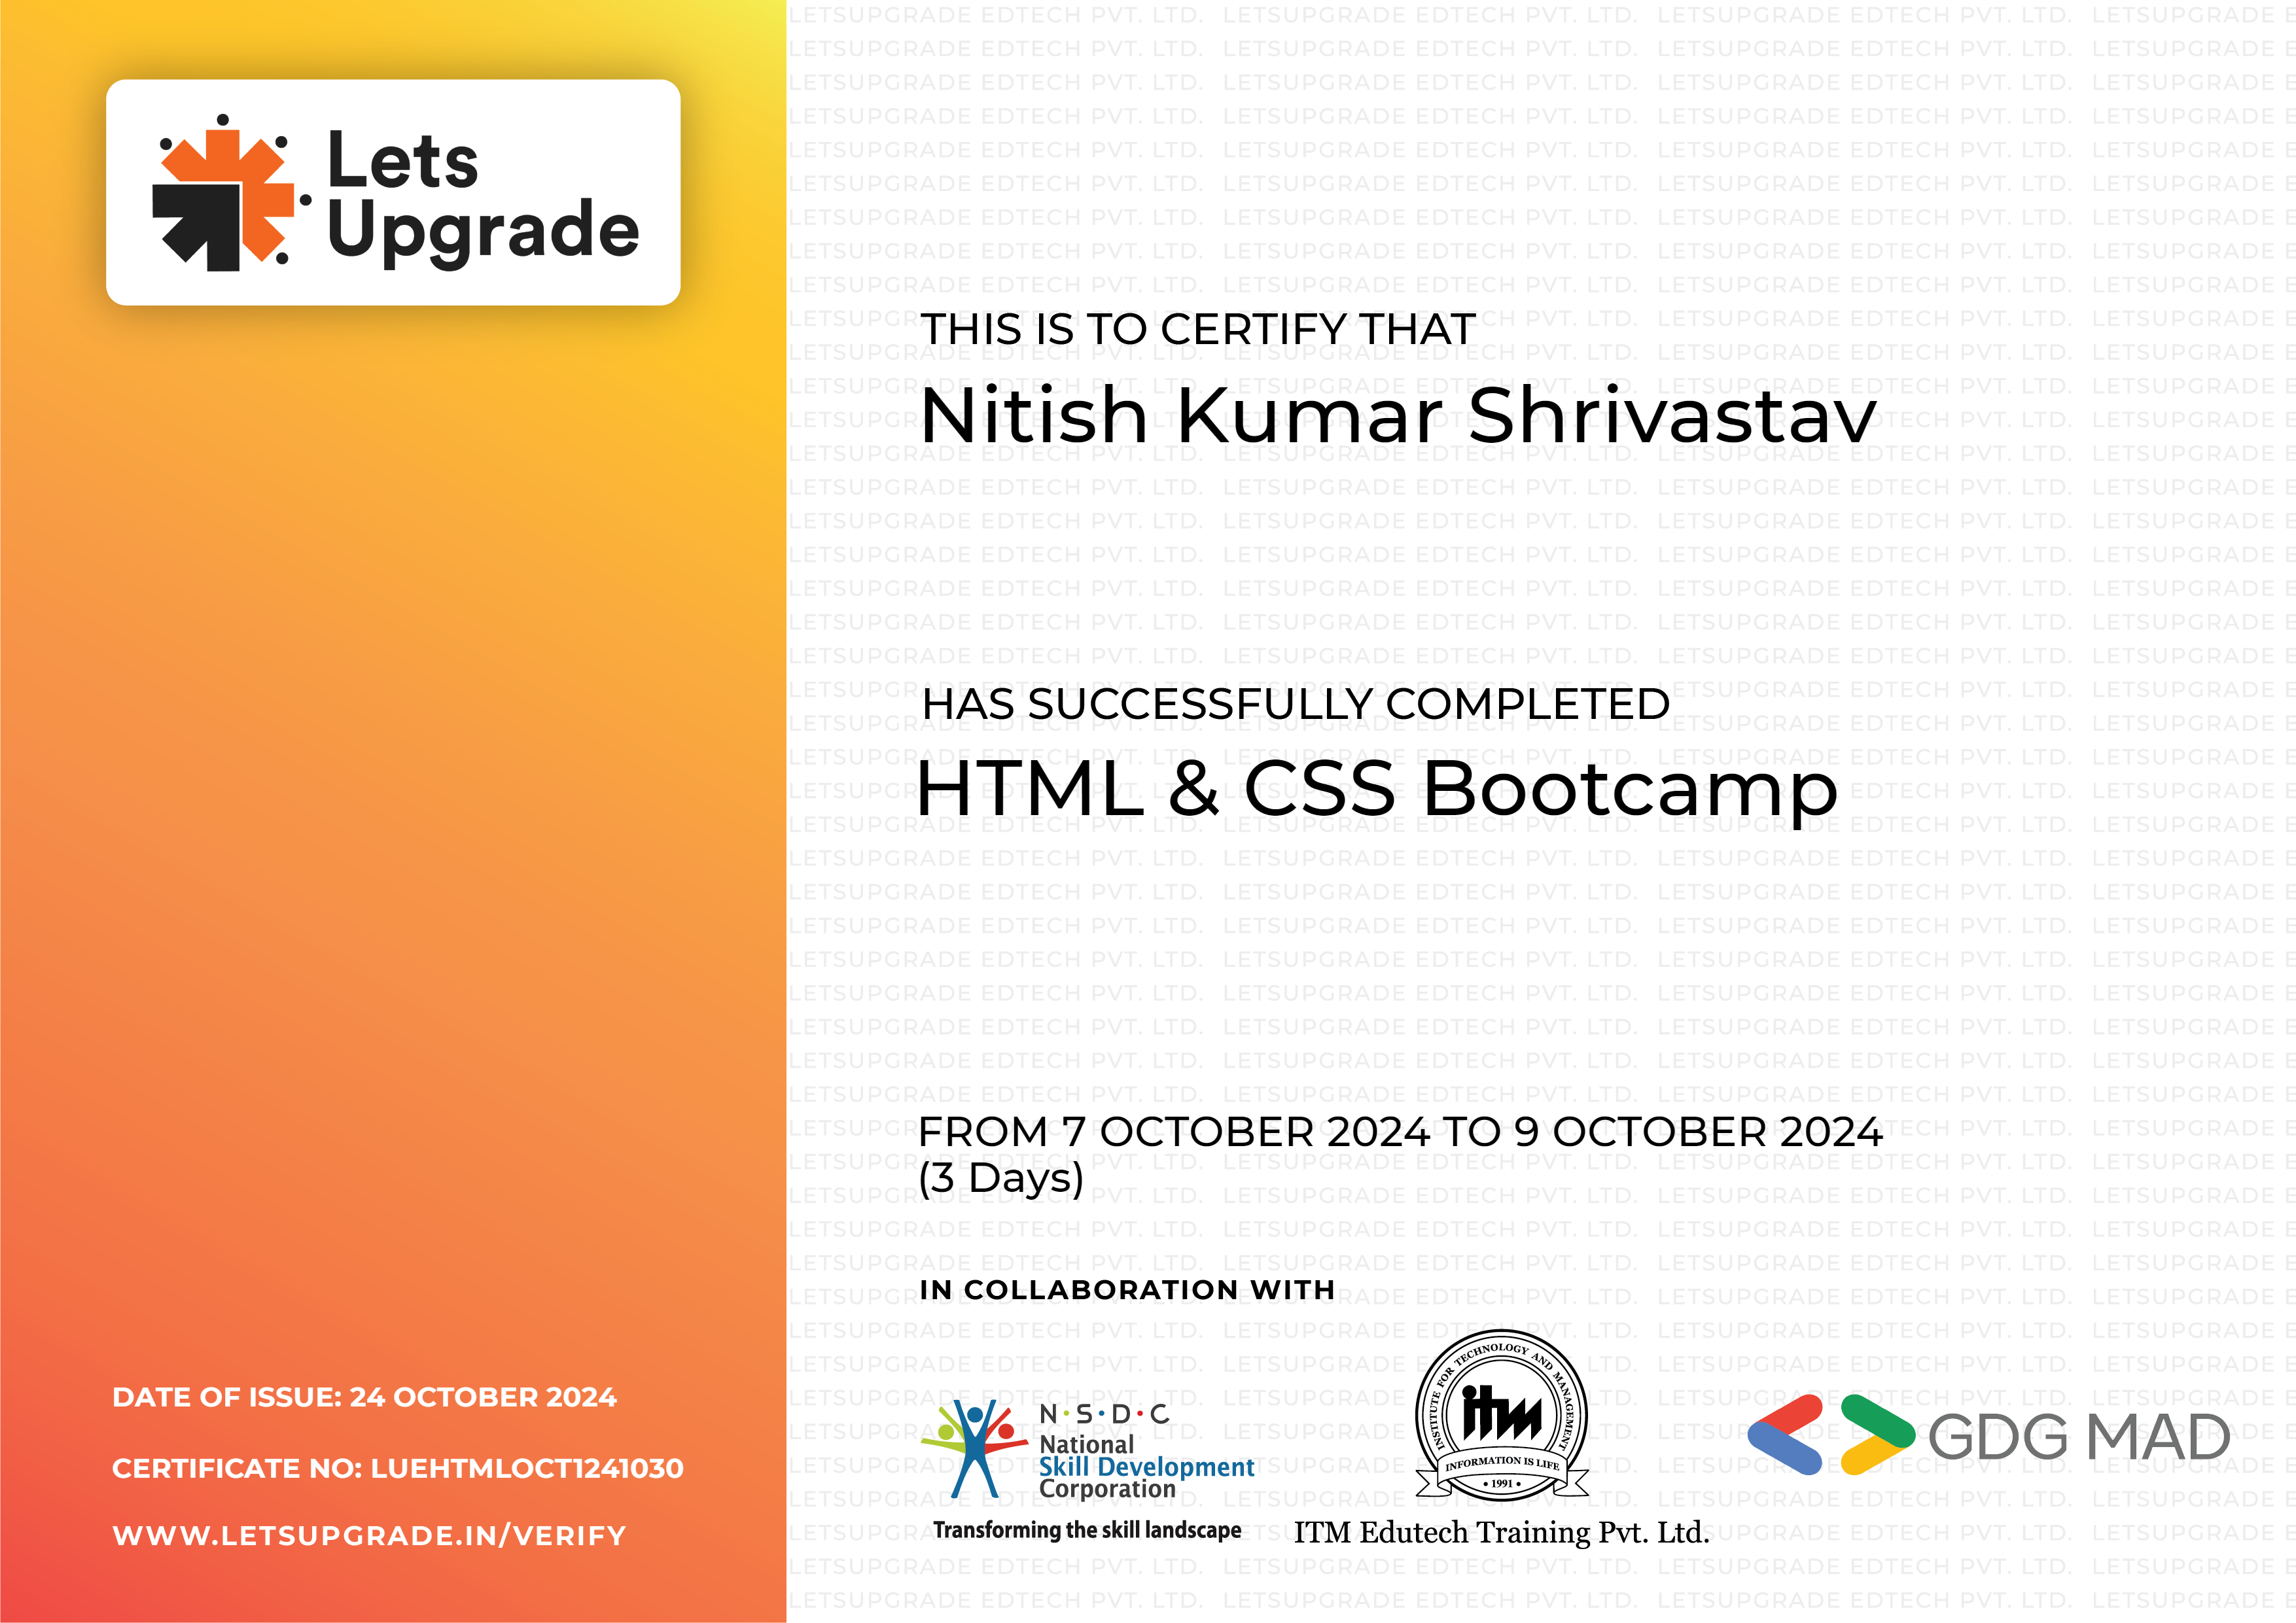 Lets
Upgrade
THIS IS TO CERTIFY THAT
Nitish Kumar Shrivastav
HAS SUCCESSFULLY COMPLETED
HTML & CSS Bootcamp
FROM 7 OCTOBER 2024 TO 9 OCTOBER 2024
(3 Days)
IN COLLABORATION WITH
N·S·D·C
National
Skill Development
Corporation
Transforming the skill landscape
INSTITUTE FOR TECHNOLOGY AND MANAGEMENT
itm
INFORMATION IS LIFE
• 1991 •
ITM Edutech Training Pvt. Ltd.
GDG MAD
DATE OF ISSUE: 24 OCTOBER 2024
CERTIFICATE NO: LUEHTMLOCT1241030
WWW.LETSUPGRADE.IN/VERIFY
LETSUPGRADE EDTECH PVT. LTD.